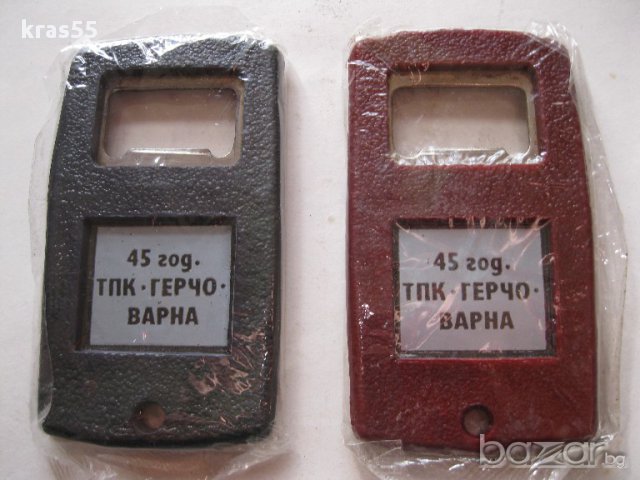 kras55
45 год.
ТПК·ГЕРЧО·
ВАРНА
45 год.
ТПК·ГЕРЧО·
ВАРНА
bazar.bg